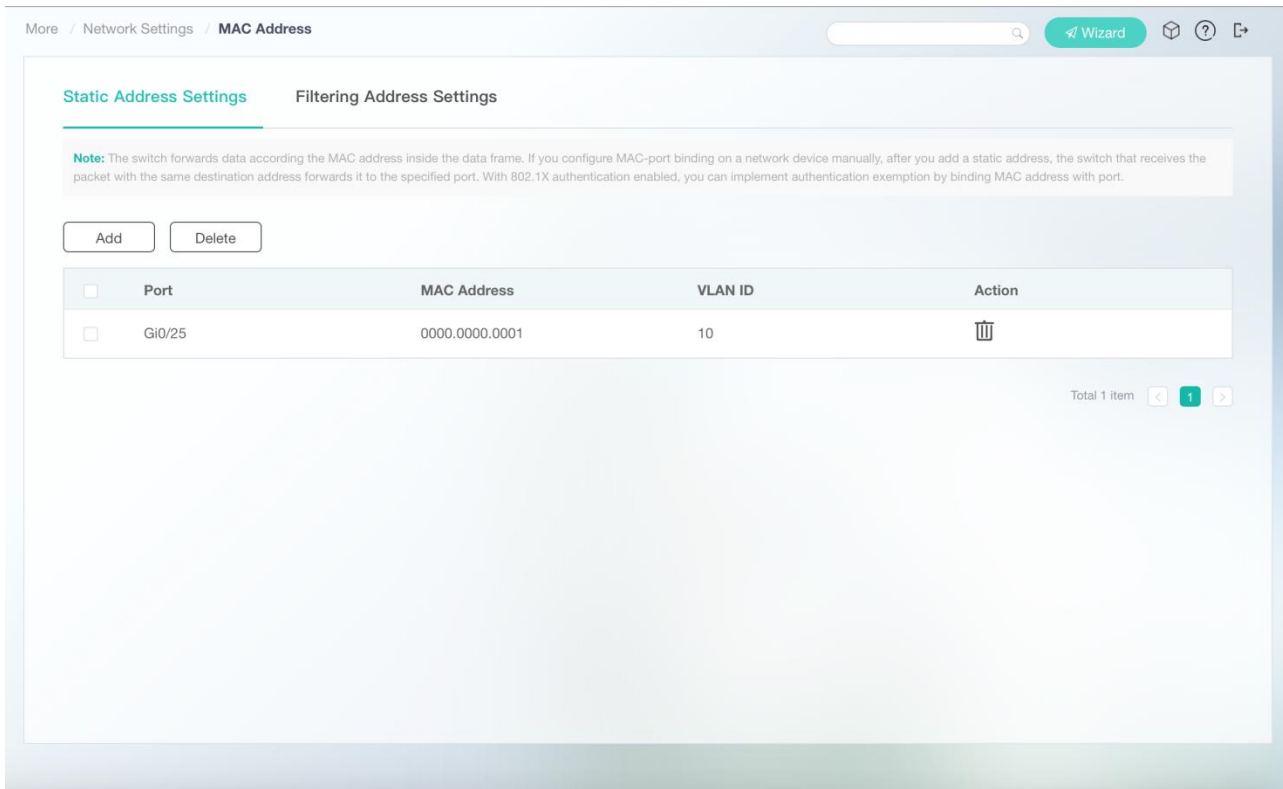 More / Network Settings / MAC Address
Wizard
Static Address Settings
Filtering Address Settings
Note: The switch forwards data according the MAC address inside the data frame. If you configure MAC-port binding on a network device manually, after you add a static address, the switch that receives the
packet with the same destination address forwards it to the specified port. With 802.1X authentication enabled, you can implement authentication exemption by binding MAC address with port.
Add Delete
Port MAC Address VLAN ID Action
Gi0/25 0000.0000.0001 10
Total 1 item < 1 >